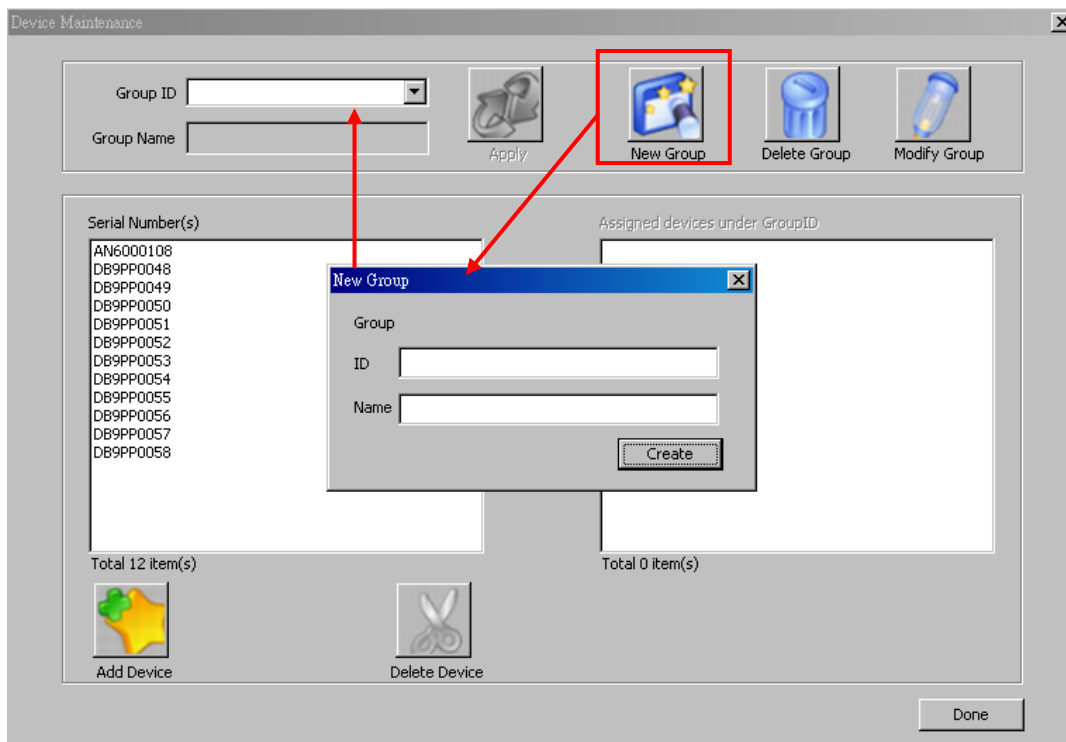 Device Maintenance
Group ID
Group Name
Apply
New Group
Delete Group
Modify Group
Serial Number(s)
Assigned devices under GroupID
AN6000108
DB9PP0048
DB9PP0049
DB9PP0050
DB9PP0051
DB9PP0052
DB9PP0053
DB9PP0054
DB9PP0055
DB9PP0056
DB9PP0057
DB9PP0058
New Group
Group
ID
Name
Create
Total 12 item(s)
Total 0 item(s)
Add Device
Delete Device
Done